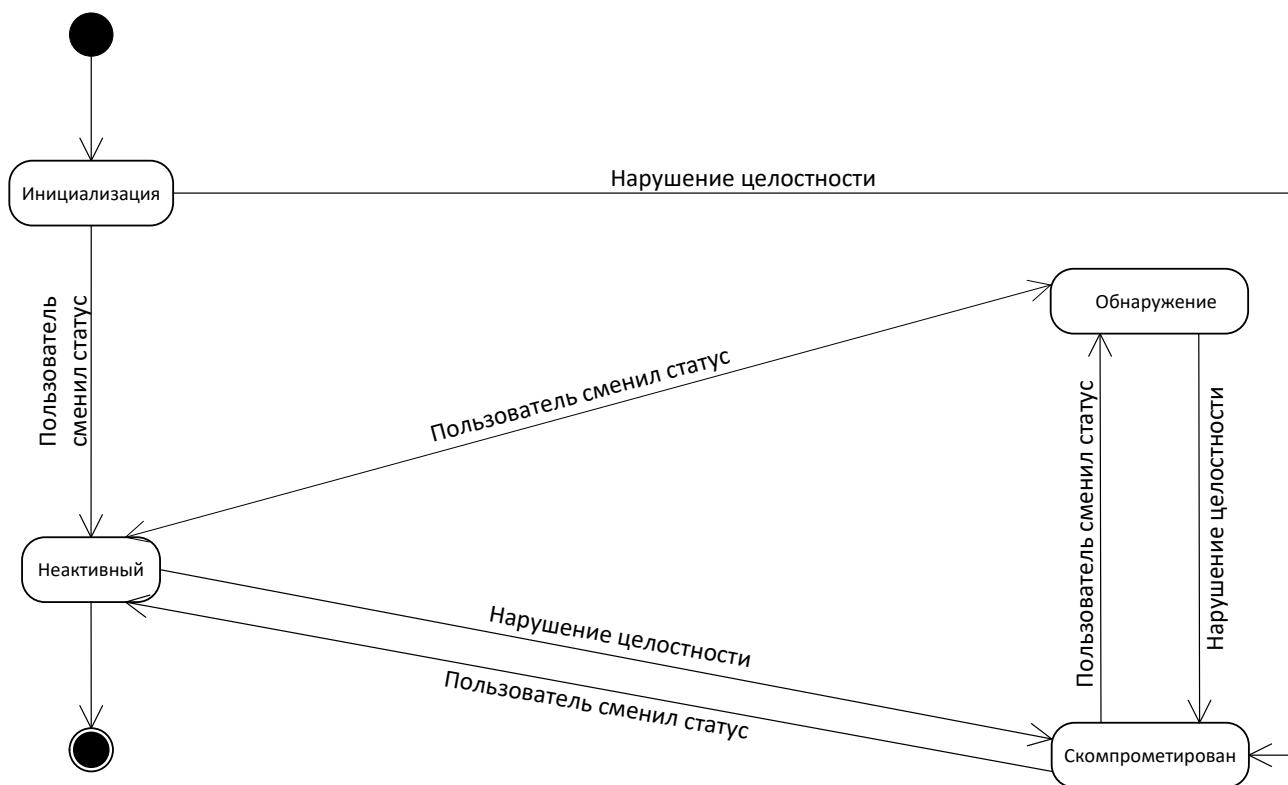 Нарушение целостности
Инициализация
Обнаружение
Пользователь
сменил статус
Пользователь сменил статус
Пользователь сменил статус
Нарушение целостности
Неактивный
Нарушение целостности
Пользователь сменил статус
Скомпрометирован